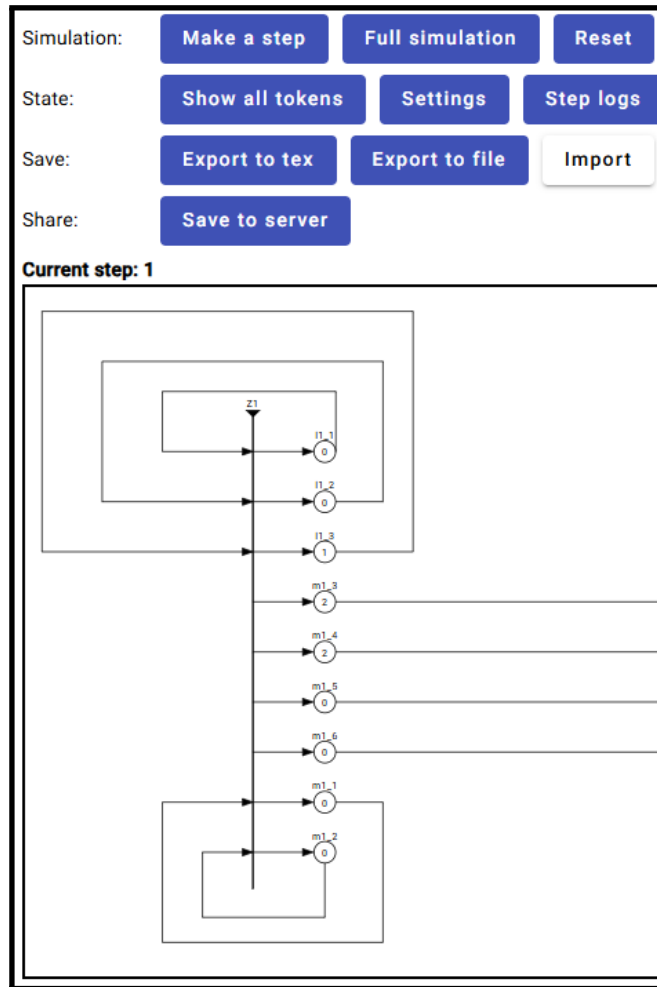 Simulation: Make a step Full simulation Reset
State: Show all tokens Settings Step logs
Save: Export to tex Export to file Import
Share: Save to server
Current step: 1
Z1
l1_1
0
l1_2
0
l1_3
1
m1_3
2
m1_4
2
m1_5
0
m1_6
0
m1_1
0
m1_2
0